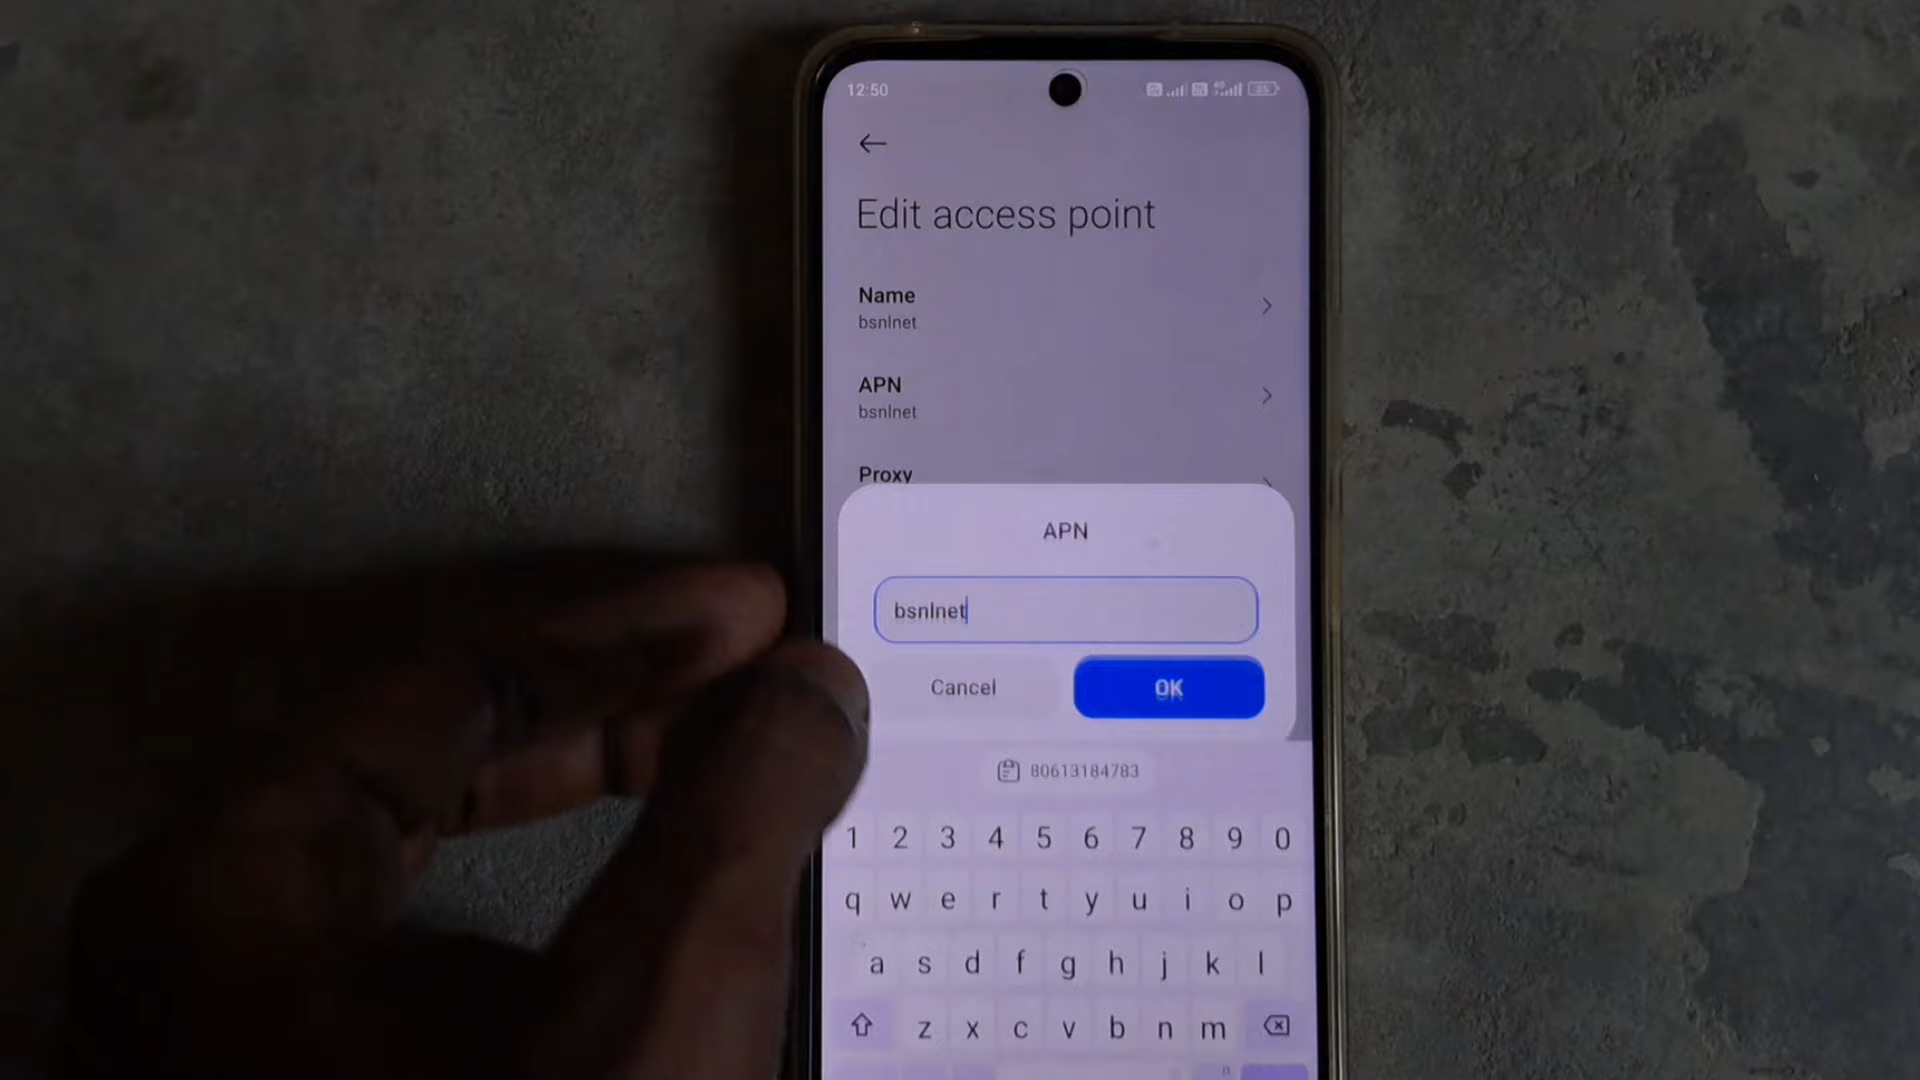 12:50
Edit access point
Name
bsnlnet
APN
bsnlnet
Proxy
APN
bsnlnet
Cancel
OK
80613184783
1 2 3 4 5 6 7 8 9 0
q w e r t y u i o p
a s d f g h j k l
z x c v b n m